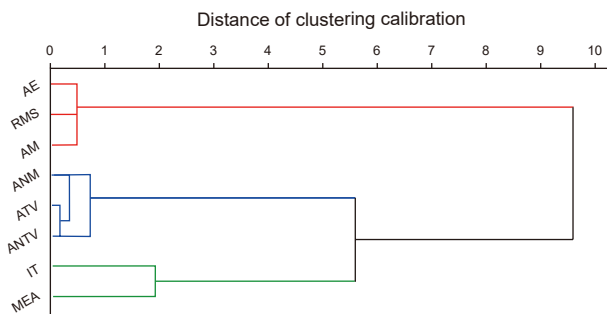 Distance of clustering calibration
0 1 2 3 4 5 6 7 8 9 10
AE
RMS
AM
ANM
ATV
ANTV
IT
MEA